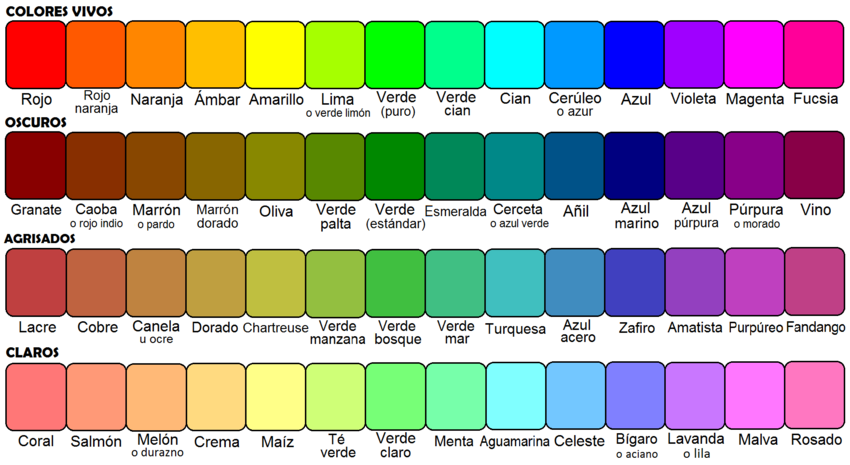 COLORES VIVOS
Rojo
Rojo
naranja
Naranja
Ámbar
Amarillo
Lima
o verde limón
Verde
(puro)
Verde
cian
Cian
Cerúleo
o azur
Azul
Violeta
Magenta
Fucsia
OSCUROS
Granate
Caoba
o rojo indio
Marrón
o pardo
Marrón
dorado
Oliva
Verde
palta
Verde
(estándar)
Esmeralda
Cerceta
o azul verde
Añil
Azul
marino
Azul
púrpura
Púrpura
o morado
Vino
AGRISADOS
Lacre
Cobre
Canela
u ocre
Dorado
Chartreuse
Verde
manzana
Verde
bosque
Verde
mar
Turquesa
Azul
acero
Zafiro
Amatista
Purpúreo
Fandango
CLAROS
Coral
Salmón
Melón
o durazno
Crema
Maíz
Té
verde
Verde
claro
Menta
Aguamarina
Celeste
Bígaro
o aciano
Lavanda
o lila
Malva
Rosado